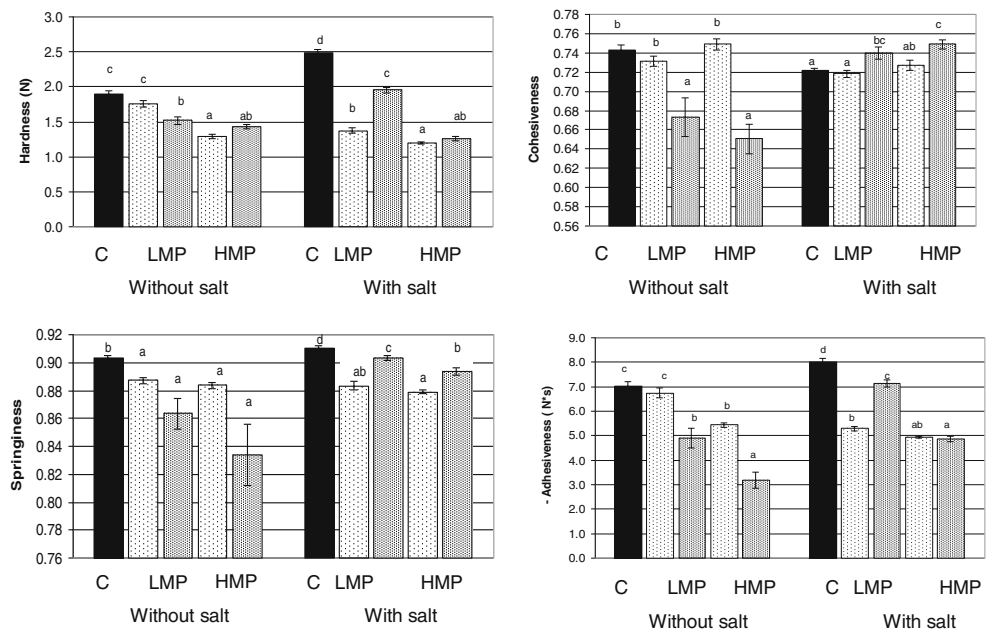 Hardness (N)
3.0
2.5
2.0
1.5
1.0
0.5
0.0
c
c
b
a
ab
d
b
c
a
ab
C
LMP
HMP
C
LMP
HMP
Without salt
With salt
Cohesiveness
0.78
0.76
0.74
0.72
0.70
0.68
0.66
0.64
0.62
0.60
0.58
0.56
b
b
a
b
a
a
a
bc
ab
c
C
LMP
HMP
C
LMP
HMP
Without salt
With salt
Springiness
0.92
0.90
0.88
0.86
0.84
0.82
0.80
0.78
0.76
b
a
a
a
a
d
ab
c
a
b
C
LMP
HMP
C
LMP
HMP
Without salt
With salt
- Adhesiveness ( N*s)
9.0
8.0
7.0
6.0
5.0
4.0
3.0
2.0
1.0
0.0
c
c
b
b
a
d
b
c
ab
a
C
LMP
HMP
C
LMP
HMP
Without salt
With salt